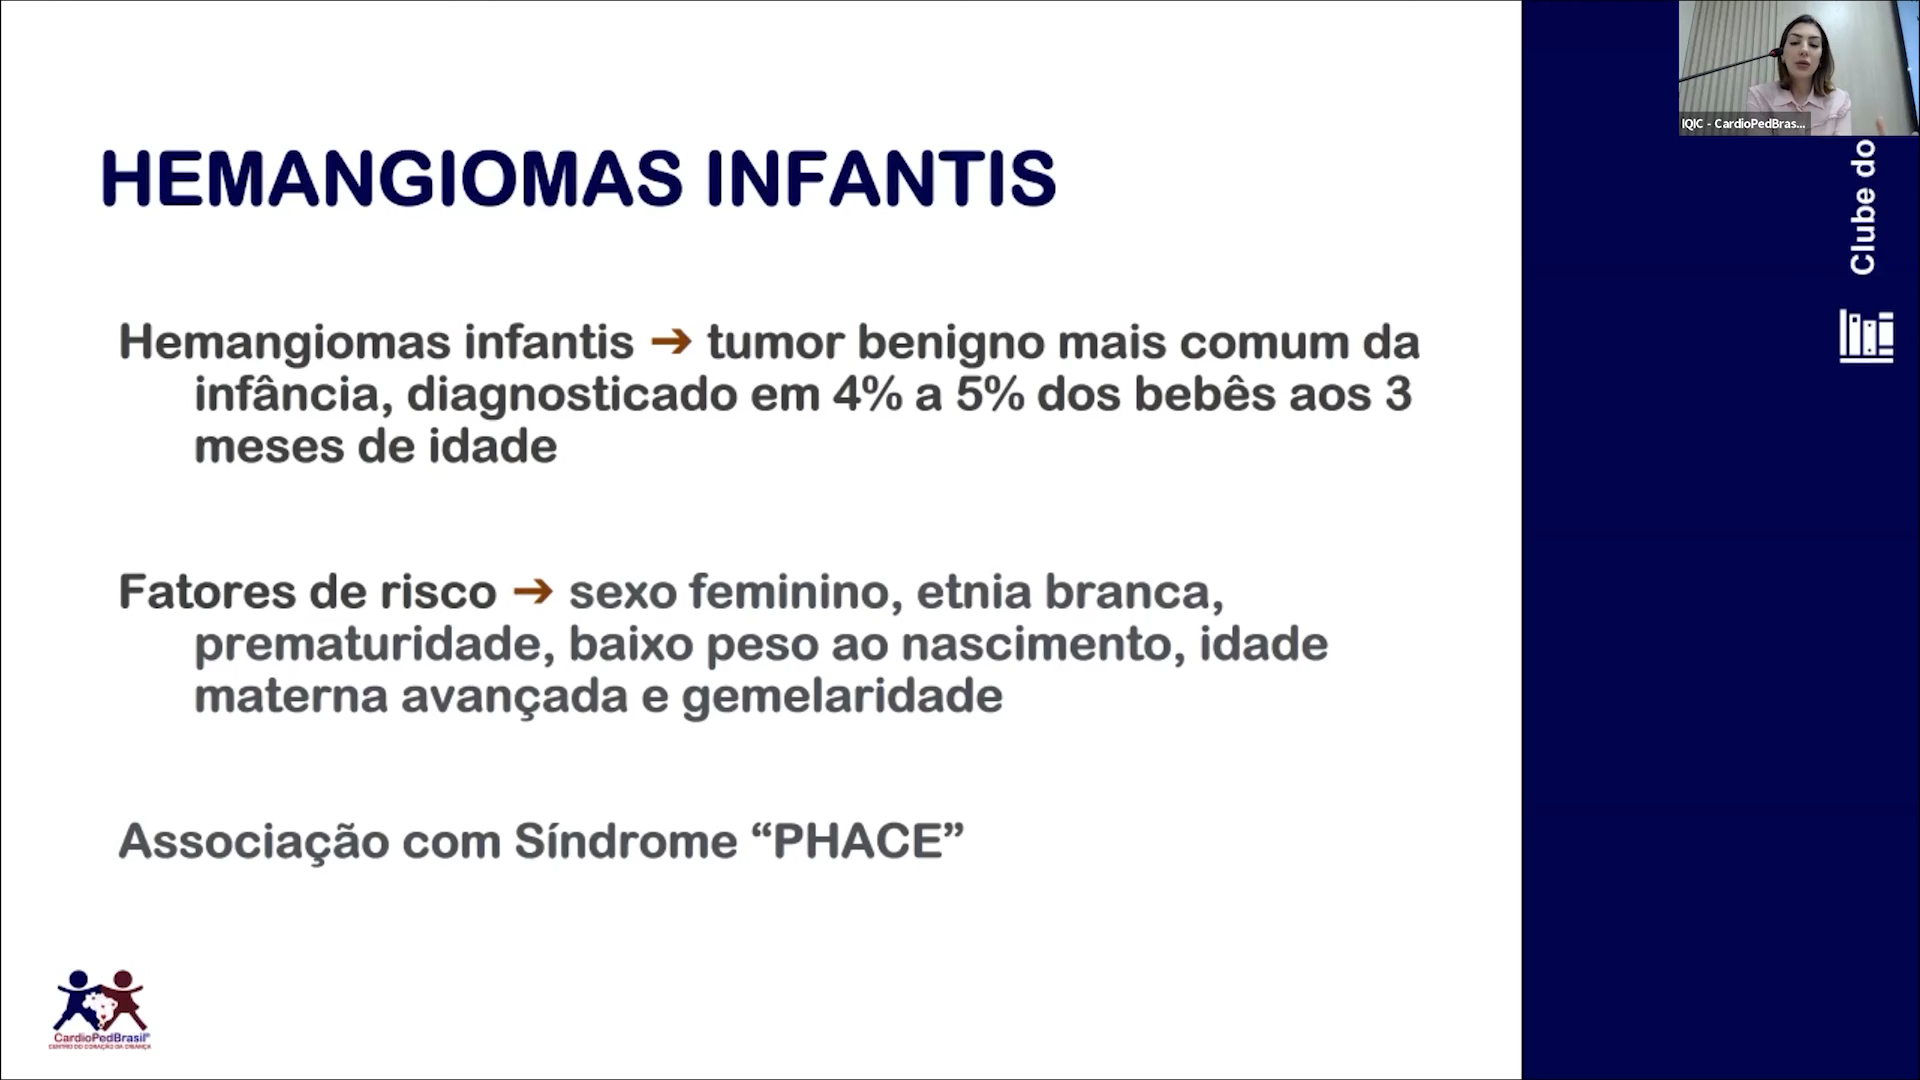 HEMANGIOMAS INFANTIS
Hemangiomas infantis ➔ tumor benigno mais comum da
infância, diagnosticado em 4% a 5% dos bebês aos 3
meses de idade
Fatores de risco ➔ sexo feminino, etnia branca,
prematuridade, baixo peso ao nascimento, idade
materna avançada e gemelaridade
Associação com Síndrome “PHACE”
CardioPedBrasil®
CENTRO DO CORAÇÃO DA CRIANÇA
IQIC - CardioPedBras...
Clube do